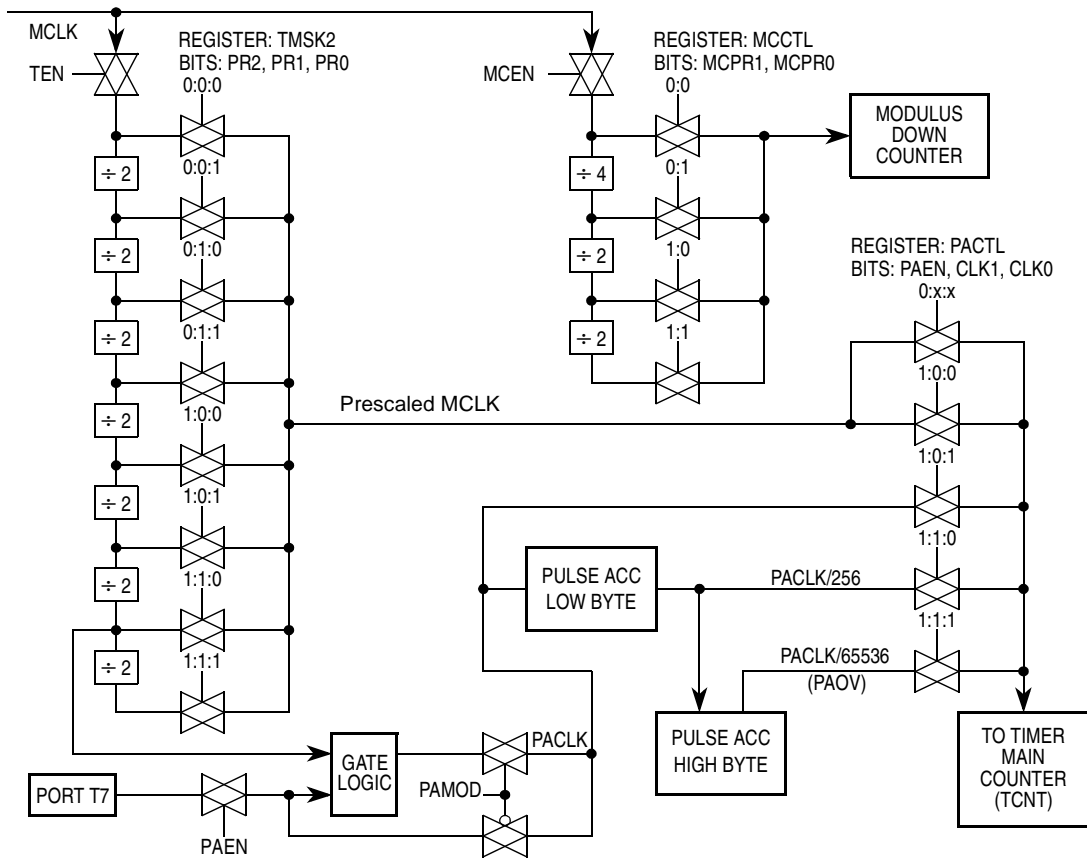 MCLK
TEN
REGISTER: TMSK2
BITS: PR2, PR1, PR0
0:0:0
0:0:1
0:1:0
0:1:1
1:0:0
1:0:1
1:1:0
1:1:1
÷ 2
÷ 2
÷ 2
÷ 2
÷ 2
÷ 2
÷ 2
MCEN
REGISTER: MCCTL
BITS: MCPR1, MCPR0
0:0
0:1
1:0
1:1
÷ 4
÷ 2
÷ 2
MODULUS
DOWN
COUNTER
REGISTER: PACTL
BITS: PAEN, CLK1, CLK0
0:x:x
1:0:0
1:0:1
1:1:0
1:1:1
Prescaled MCLK
PULSE ACC
LOW BYTE
PACLK/256
PACLK/65536
(PAOV)
PULSE ACC
HIGH BYTE
TO TIMER
MAIN
COUNTER
(TCNT)
PORT T7
PAEN
GATE
LOGIC
PACLK
PAMOD